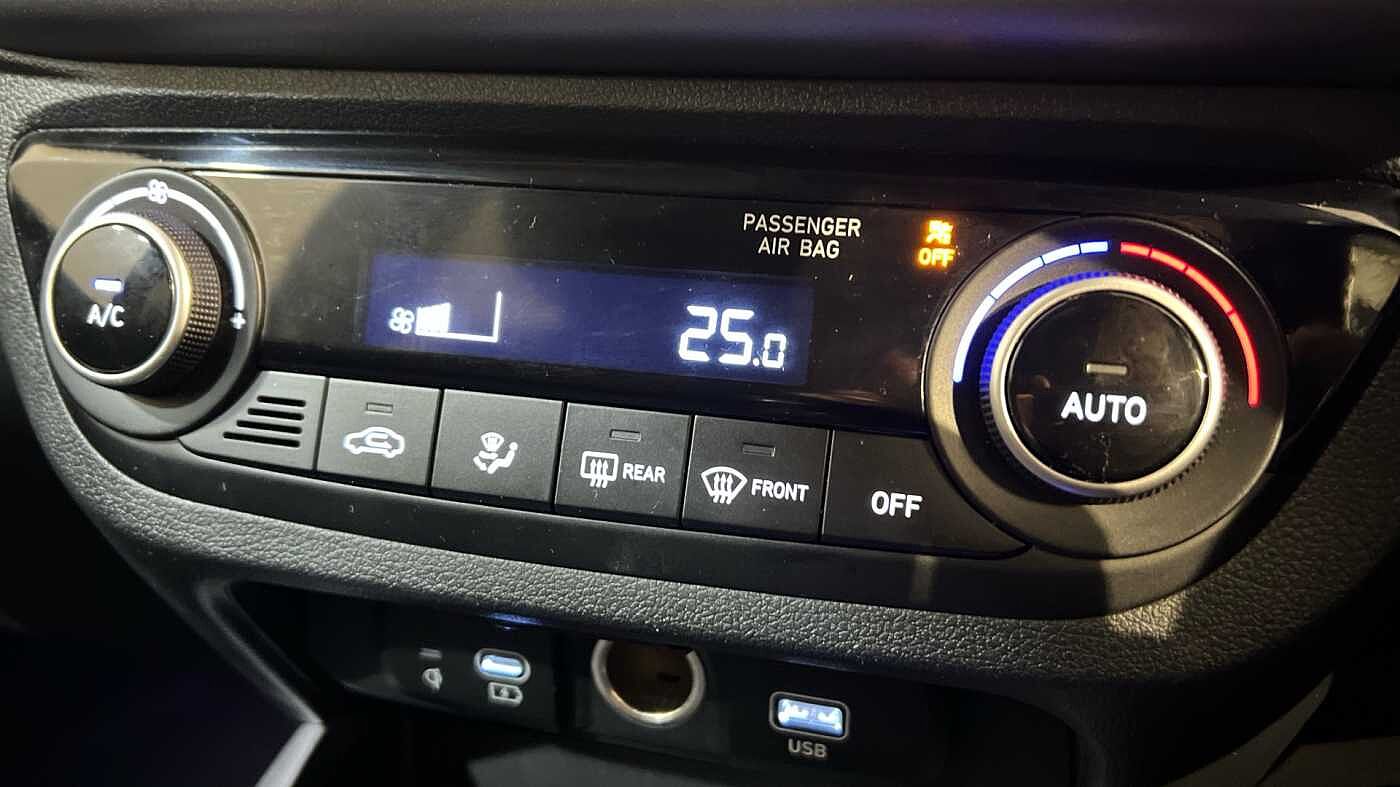 PASSENGER
AIR BAG
OFF
A/C
25.0
AUTO
REAR
FRONT
OFF
USB